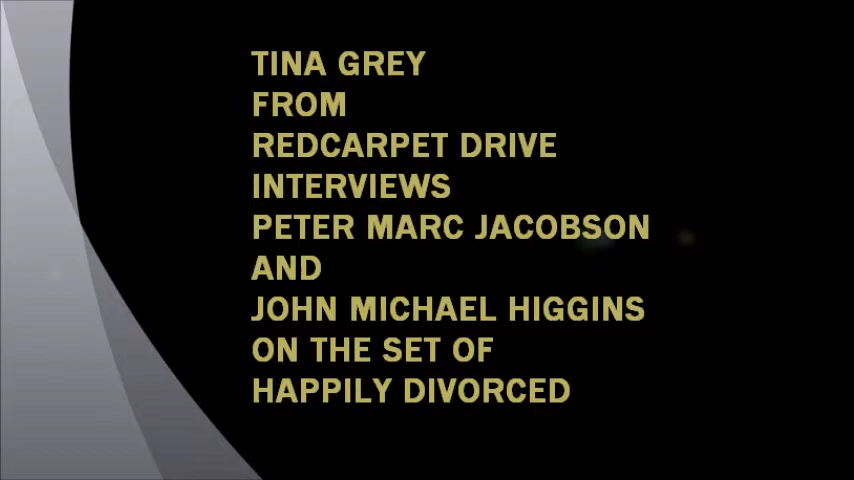 TINA GREY
FROM
REDCARPET DRIVE
INTERVIEWS
PETER MARC JACOBSON
AND
JOHN MICHAEL HIGGINS
ON THE SET OF
HAPPILY DIVORCED